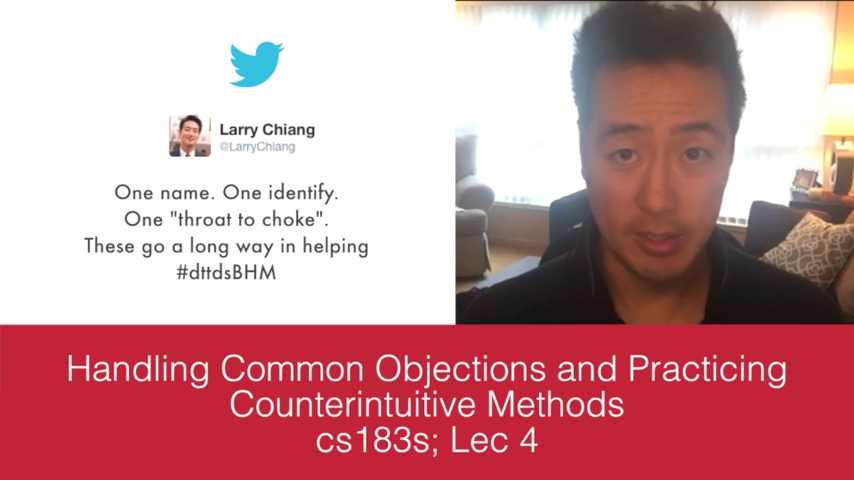 Larry Chiang
@LarryChiang
One name. One identify.
One "throat to choke".
These go a long way in helping
#dttdsBHM
Handling Common Objections and Practicing
Counterintuitive Methods
cs183s; Lec 4